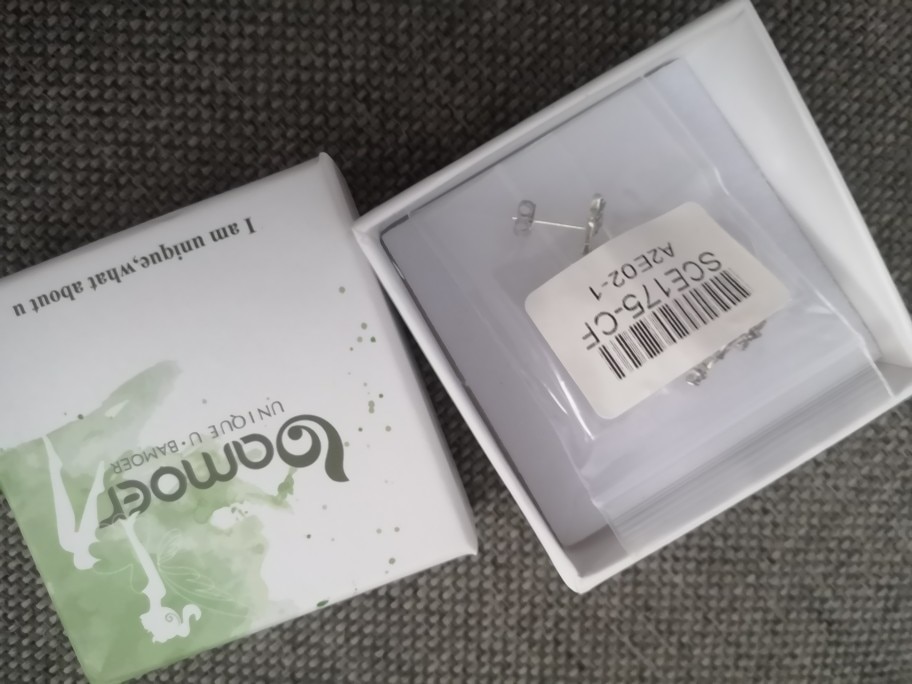 I am unique,what about u
bamoer
UNIQUE U·BAMOER
SCE175-CF
A2E02-1